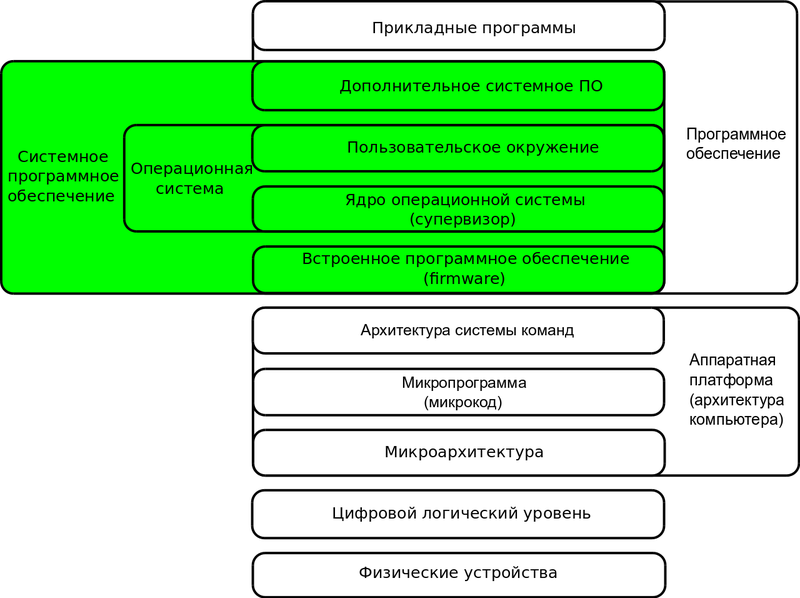 Прикладные программы
Дополнительное системное ПО
Пользовательское окружение
Ядро операционной системы
(супервизор)
Встроенное программное обеспечение
(firmware)
Системное
программное
обеспечение
Операционная
система
Программное
обеспечение
Архитектура системы команд
Микропрограмма
(микрокод)
Микроархитектура
Аппаратная
платформа
(архитектура
компьютера)
Цифровой логический уровень
Физические устройства